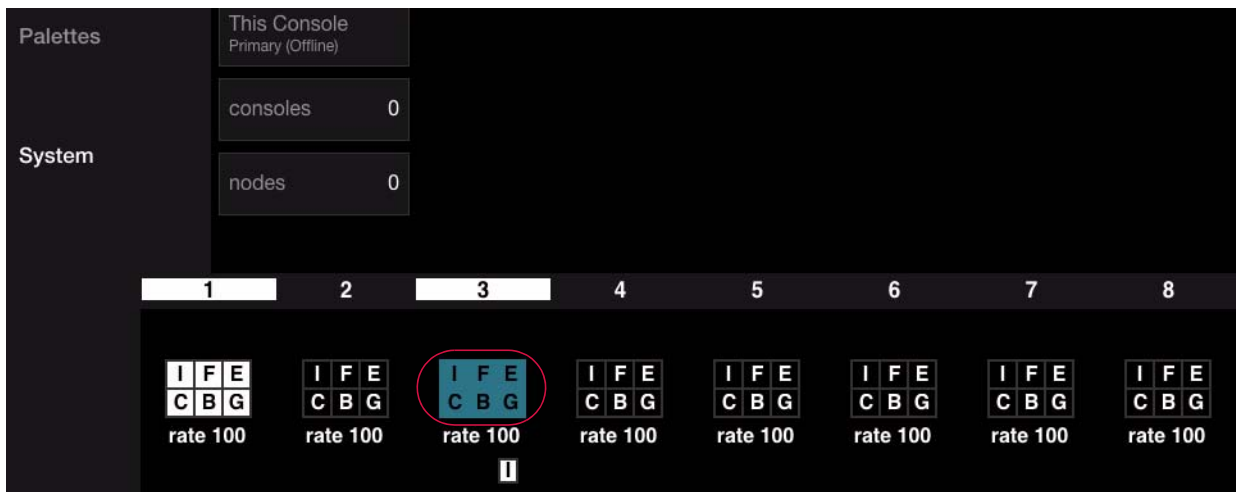 Palettes
This Console
Primary (Offline)
consoles 0
System
nodes 0
1 2 3 4 5 6 7 8
I F E I F E I F E I F E I F E I F E I F E I F E
C B G C B G C B G C B G C B G C B G C B G C B G
rate 100 rate 100 rate 100 rate 100 rate 100 rate 100 rate 100 rate 100
I